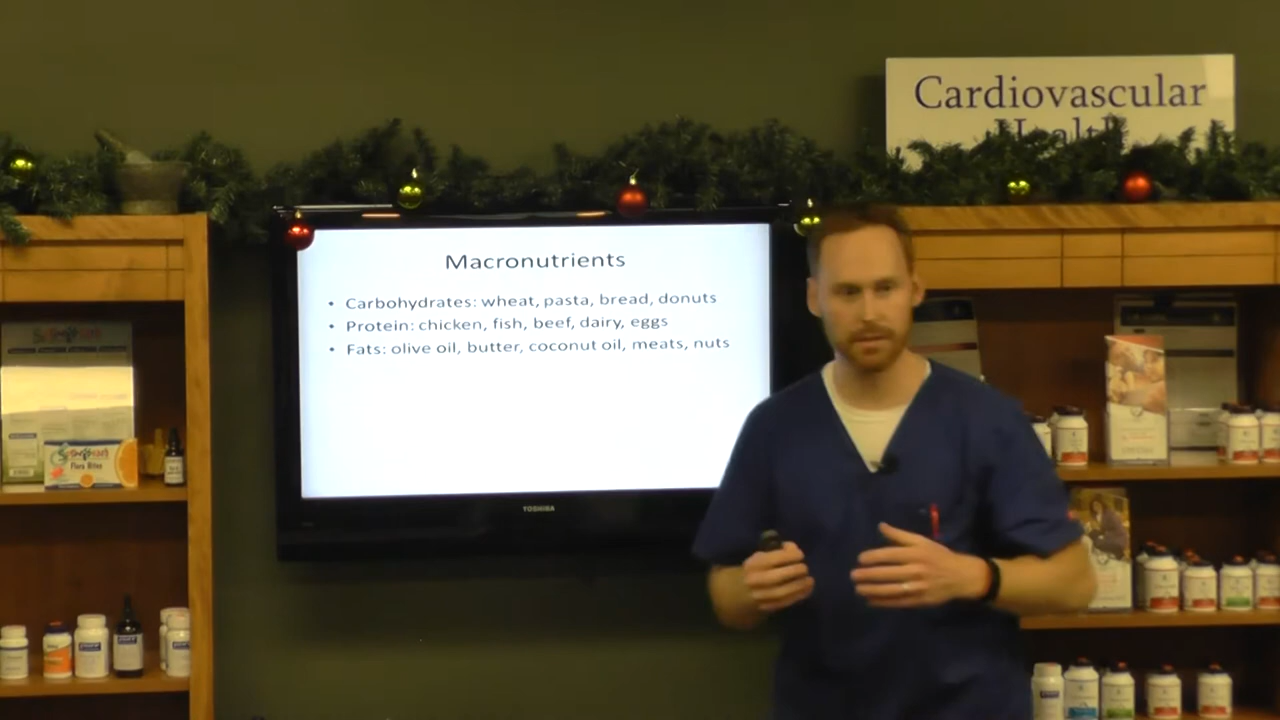 Cardiovascular
Health
Macronutrients
• Carbohydrates: wheat, pasta, bread, donuts
• Protein: chicken, fish, beef, dairy, eggs
• Fats: olive oil, butter, coconut oil, meats, nuts
TOSHIBA